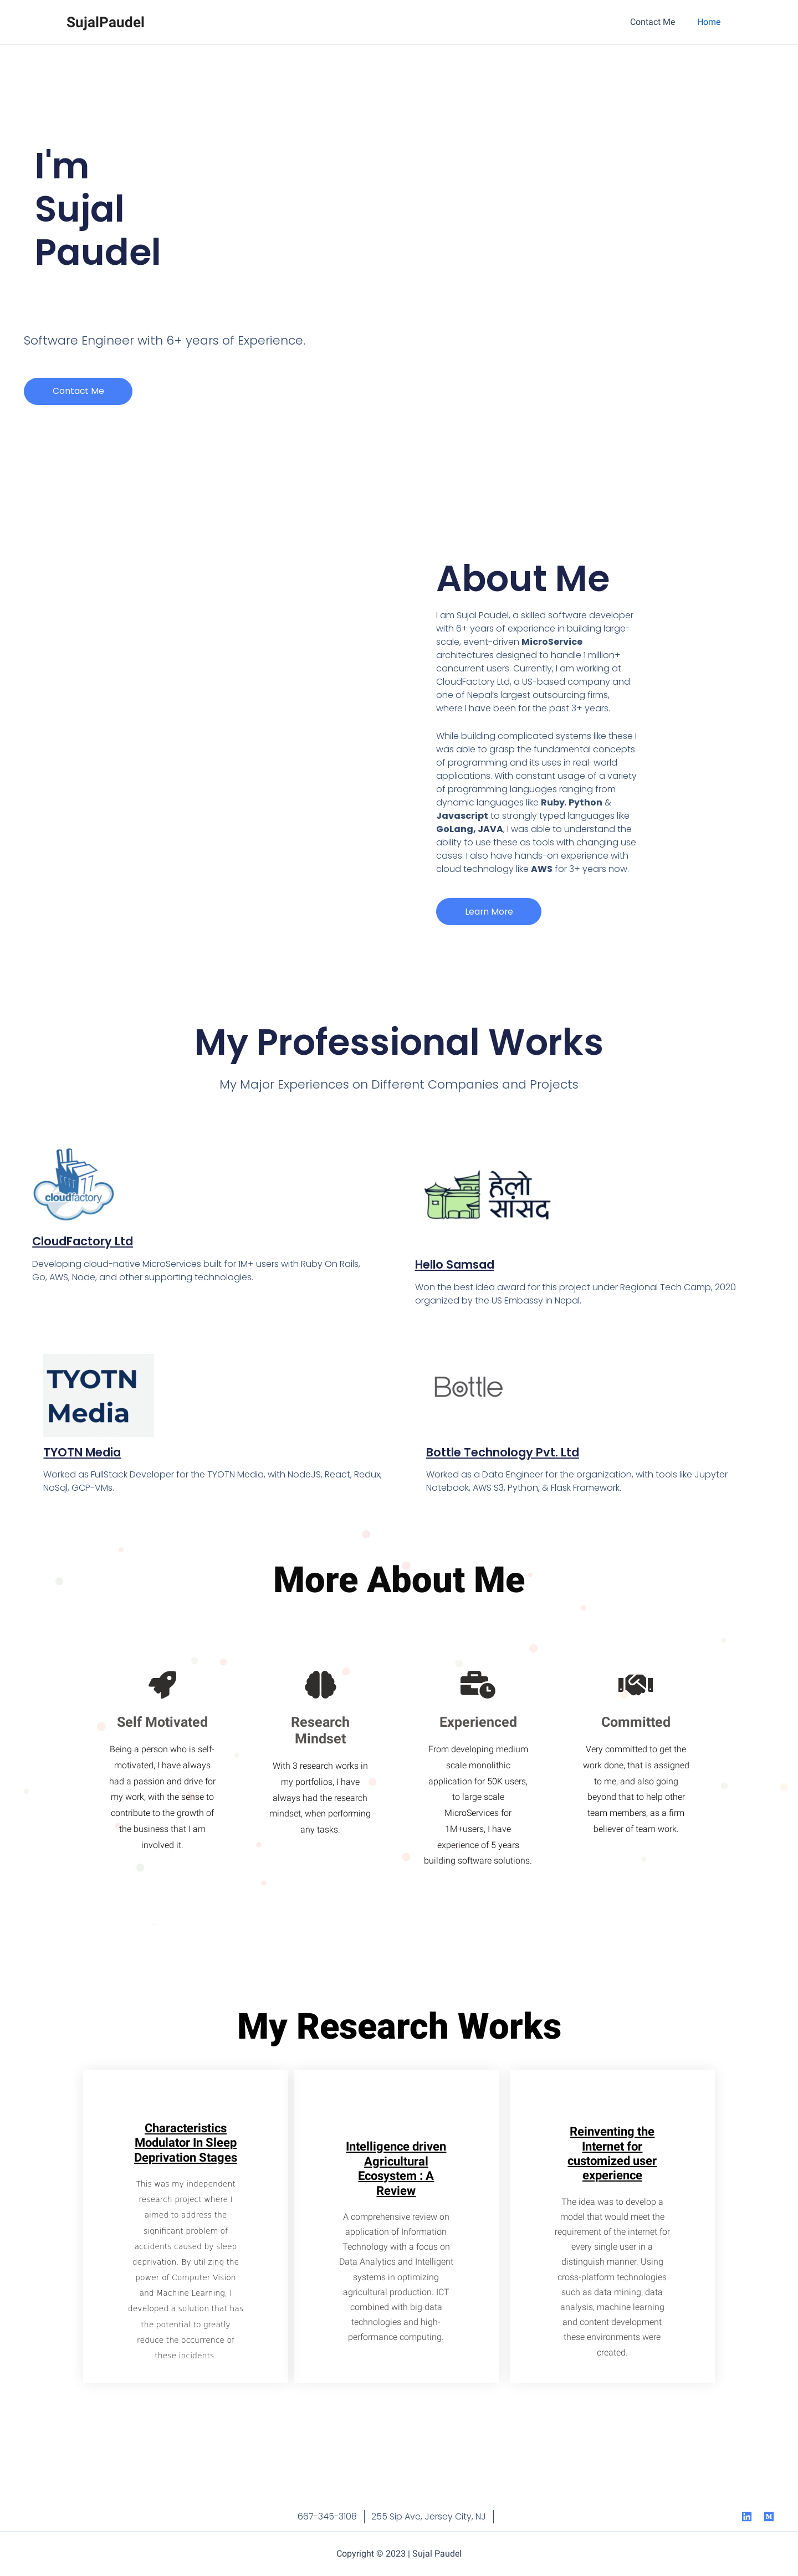 SujalPaudel
Contact Me
Home
I'm
Sujal
Paudel
Software Engineer with 6+ years of Experience.
Contact Me
About Me
I am Sujal Paudel, a skilled software developer
with 6+ years of experience in building large-
scale, event-driven MicroService
architectures designed to handle 1 million+
concurrent users. Currently, I am working at
CloudFactory Ltd, a US-based company and
one of Nepal's largest outsourcing firms,
where I have been for the past 3+ years.
While building complicated systems like these I
was able to grasp the fundamental concepts
of programming and its uses in real-world
applications. With constant usage of a variety
of programming languages ranging from
dynamic languages like Ruby, Python &
Javascript to strongly typed languages like
GoLang, JAVA, I was able to understand the
ability to use these as tools with changing use
cases. I also have hands-on experience with
cloud technology like AWS for 3+ years now.
Learn More
My Professional Works
My Major Experiences on Different Companies and Projects
cloudfactory
CloudFactory Ltd
Developing cloud-native MicroServices built for 1M+ users with Ruby On Rails,
Go, AWS, Node, and other supporting technologies.
हेलो
सांसद
Hello Samsad
Won the best idea award for this project under Regional Tech Camp, 2020
organized by the US Embassy in Nepal.
TYOTN
Media
TYOTN Media
Worked as FullStack Developer for the TYOTN Media, with NodeJS, React, Redux,
NoSql, GCP-VMs.
Bottle
Bottle Technology Pvt. Ltd
Worked as a Data Engineer for the organization, with tools like Jupyter
Notebook, AWS S3, Python, & Flask Framework.
More About Me
Self Motivated
Being a person who is self-
motivated, I have always
had a passion and drive for
my work, with the sense to
contribute to the growth of
the business that I am
involved it.
Research
Mindset
With 3 research works in
my portfolios, I have
always had the research
mindset, when performing
any tasks.
Experienced
From developing medium
scale monolithic
application for 50K users,
to large scale
MicroServices for
1M+users, I have
experience of 5 years
building software solutions.
Committed
Very committed to get the
work done, that is assigned
to me, and also going
beyond that to help other
team members, as a firm
believer of team work.
My Research Works
Characteristics
Modulator In Sleep
Deprivation Stages
This was my independent
research project where I
aimed to address the
significant problem of
accidents caused by sleep
deprivation. By utilizing the
power of Computer Vision
and Machine Learning, I
developed a solution that has
the potential to greatly
reduce the occurrence of
these incidents.
Intelligence driven
Agricultural
Ecosystem : A
Review
A comprehensive review on
application of Information
Technology with a focus on
Data Analytics and Intelligent
systems in optimizing
agricultural production. ICT
combined with big data
technologies and high-
performance computing.
Reinventing the
Internet for
customized user
experience
The idea was to develop a
model that would meet the
requirement of the internet for
every single user in a
distinguish manner. Using
cross-platform technologies
such as data mining, data
analysis, machine learning
and content development
these environments were
created.
667-345-3108
255 Sip Ave, Jersey City, NJ
Copyright © 2023 | Sujal Paudel